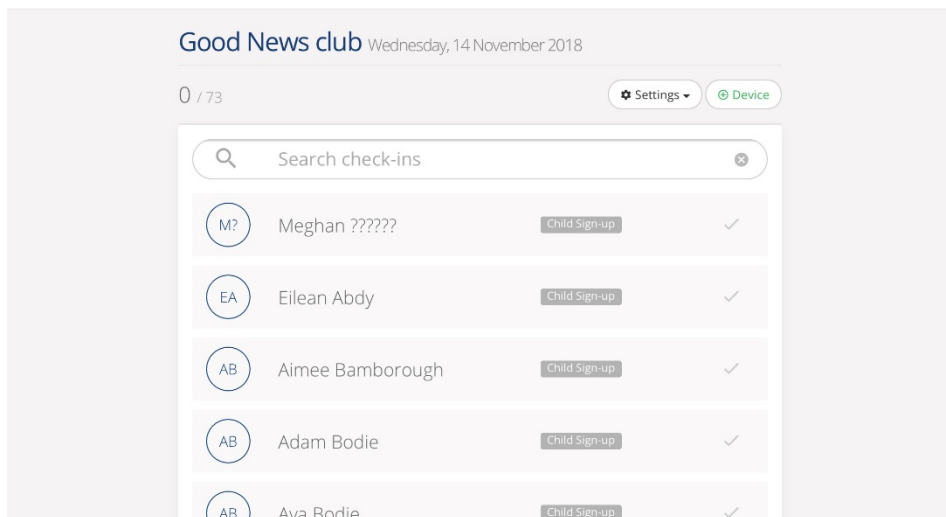 Good News club Wednesday, 14 November 2018
0 / 73 Settings Device
Search check-ins
M? Meghan ?????? Child Sign-up
EA Eilean Abdy Child Sign-up
AB Aimee Bamborough Child Sign-up
AB Adam Bodie Child Sign-up
AB Ava Bodie Child Sign-up